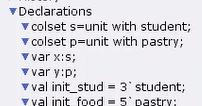 Declarations
colset s=unit with student;
colset p=unit with pastry;
var x:s;
var y:p;
val init_stud = 3`student;
val init_food = 5`pastry;